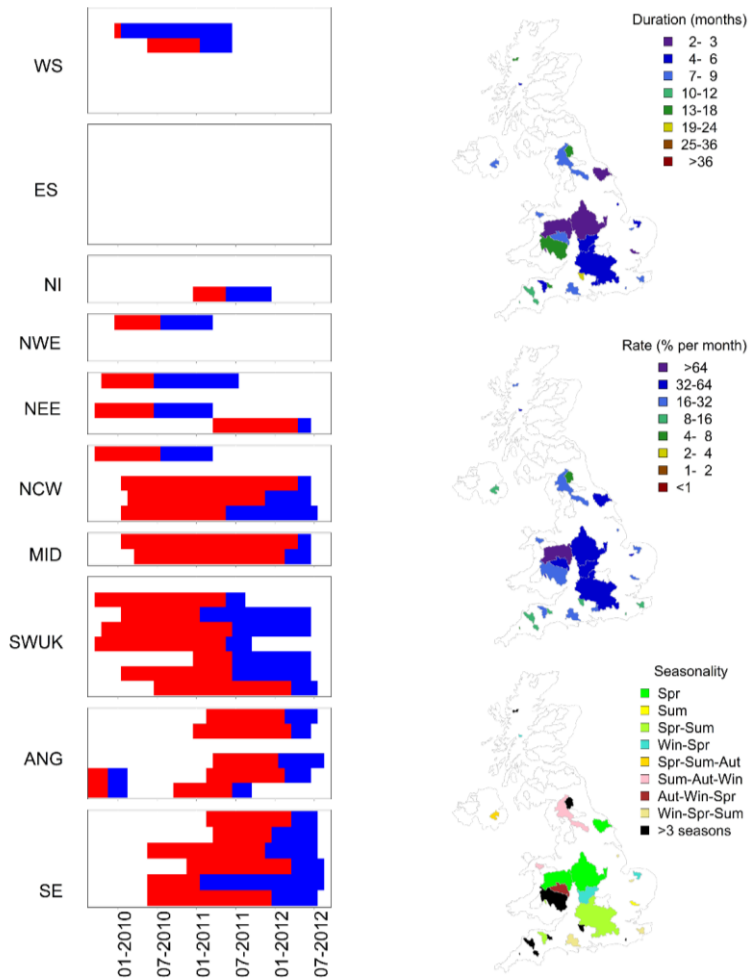 WS
ES
NI
NWE
NEE
NCW
MID
SWUK
ANG
SE
01-2010
07-2010
01-2011
07-2011
01-2012
07-2012
Duration (months)
2- 3
4- 6
7- 9
10-12
13-18
19-24
25-36
>36
Rate (% per month)
>64
32-64
16-32
8-16
4- 8
2- 4
1- 2
<1
Seasonality
Spr
Sum
Spr-Sum
Win-Spr
Spr-Sum-Aut
Sum-Aut-Win
Aut-Win-Spr
Win-Spr-Sum
>3 seasons